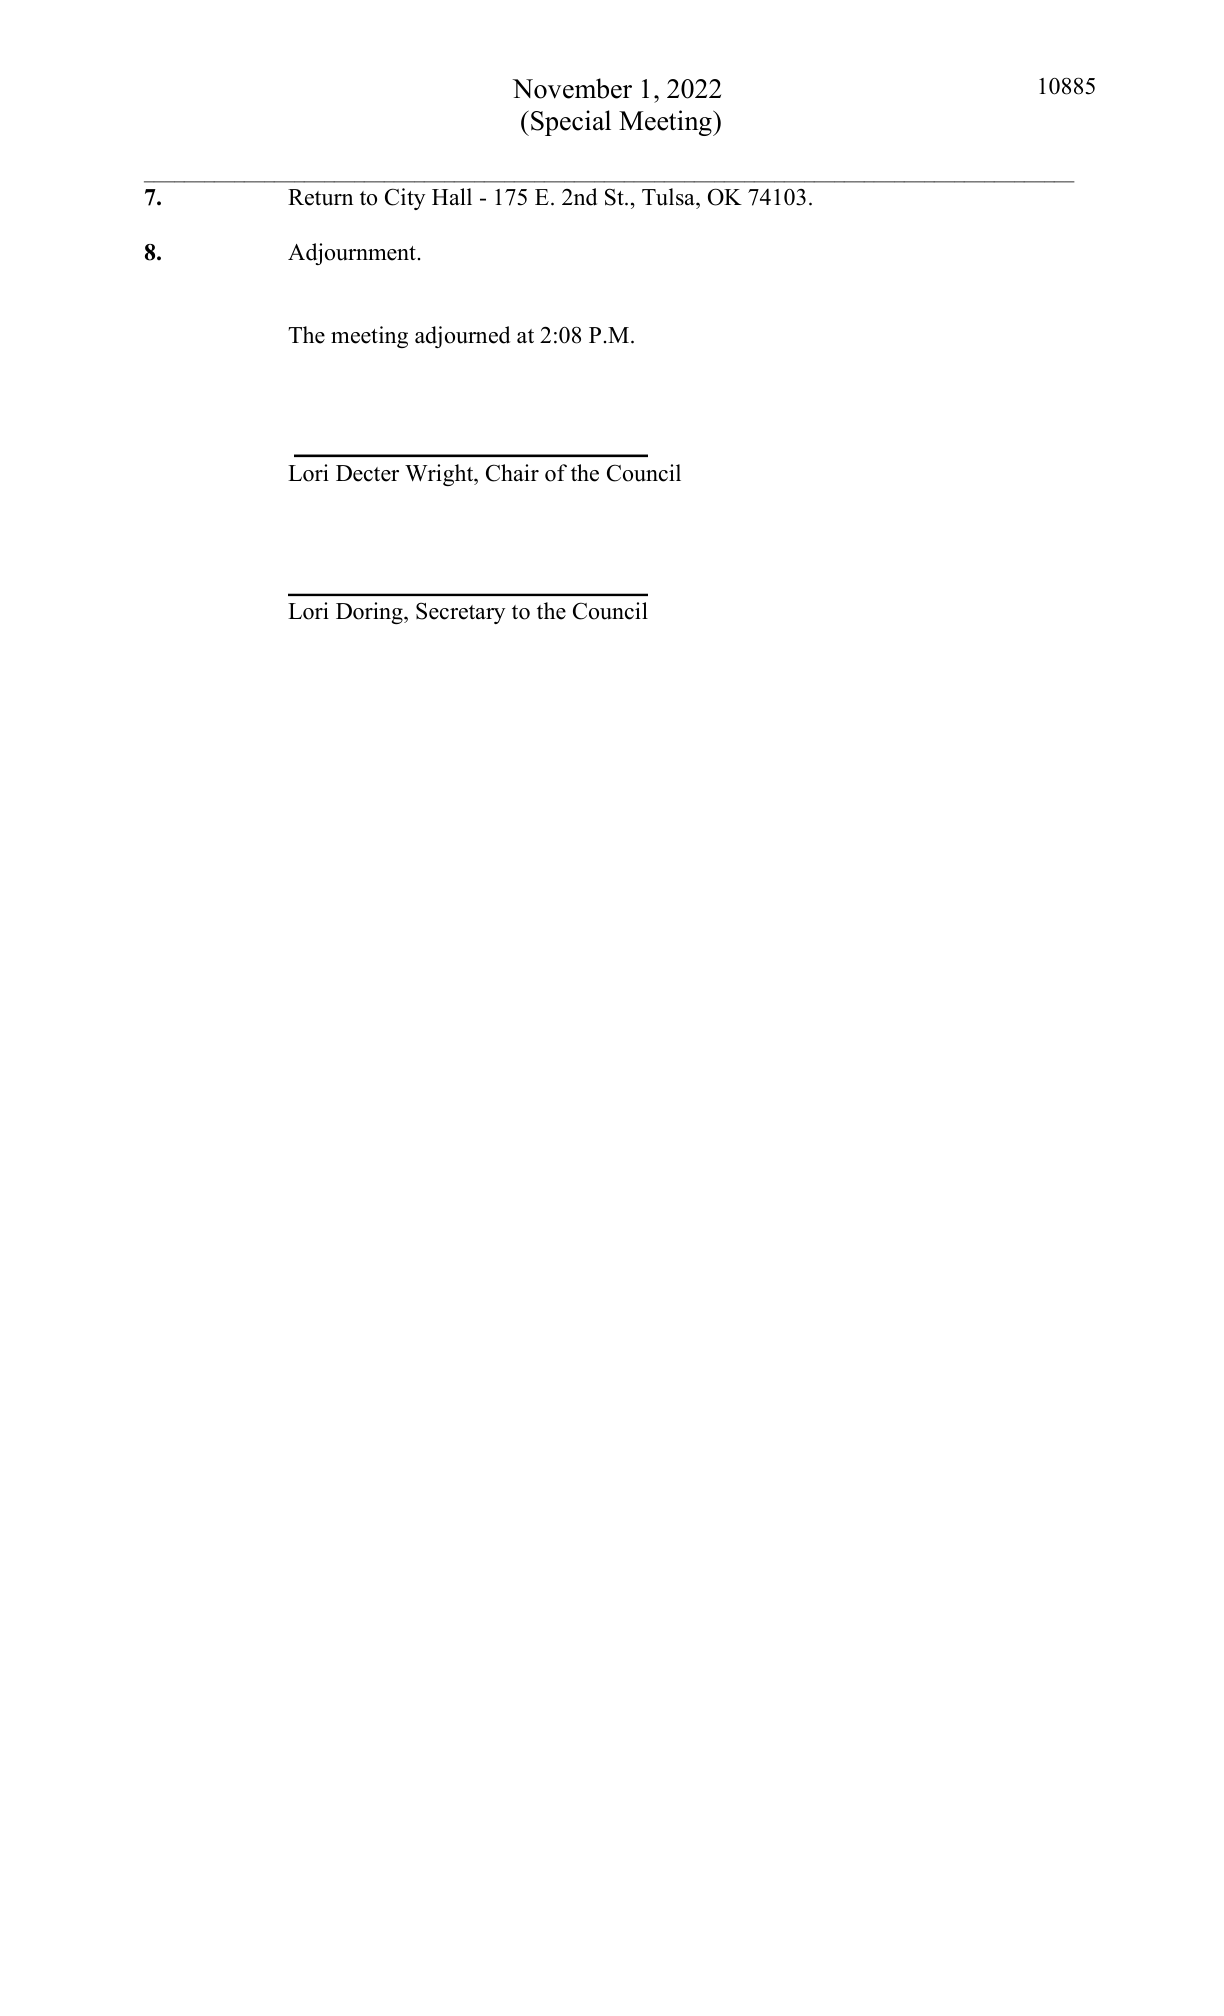 November 1, 2022
10885
(Special Meeting)
7. Return to City Hall - 175 E. 2nd St., Tulsa, OK 74103.
8. Adjournment.
The meeting adjourned at 2:08 P.M.
Lori Decter Wright, Chair of the Council
Lori Doring, Secretary to the Council